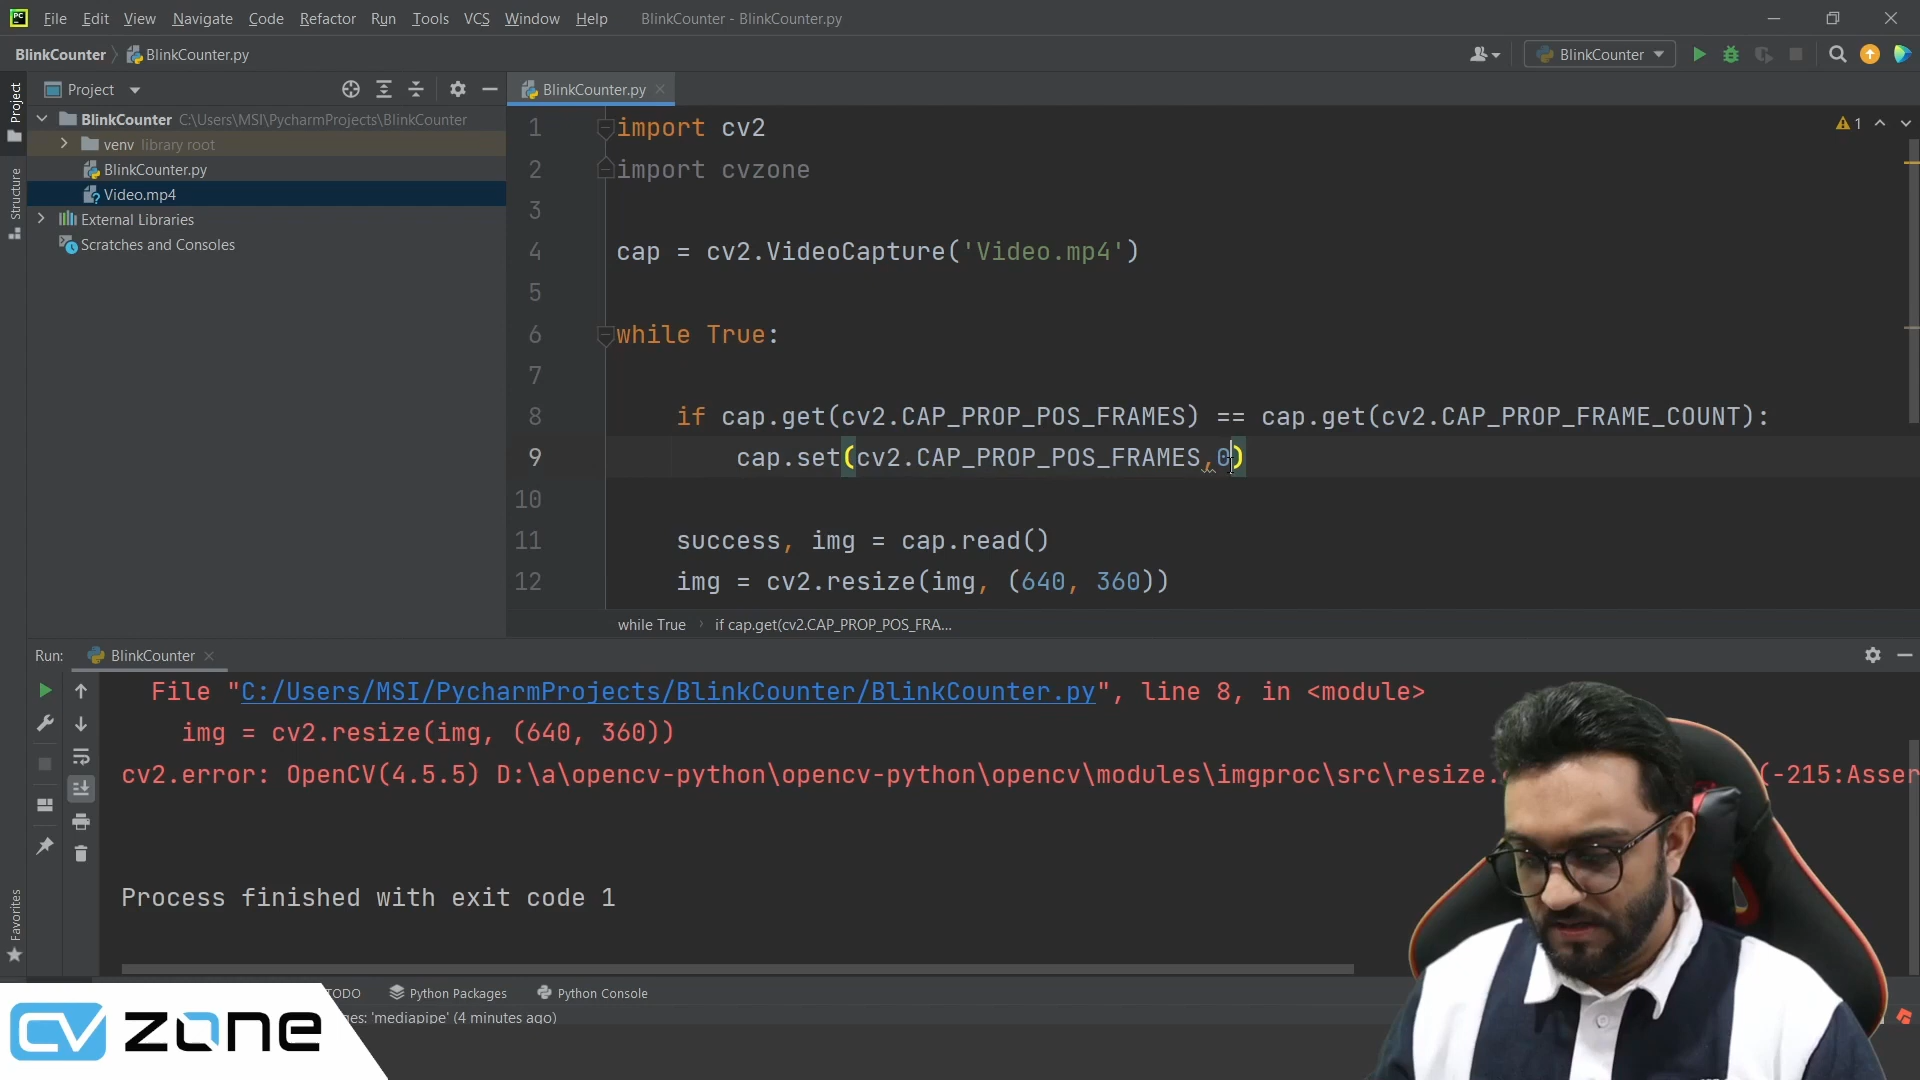 File Edit View Navigate Code Refactor Run Tools VCS Window Help BlinkCounter - BlinkCounter.py
BlinkCounter BlinkCounter.py
BlinkCounter
Project
Project
BlinkCounter.py
BlinkCounter C:\Users\MSI\PycharmProjects\BlinkCounter
venv library root
BlinkCounter.py
Video.mp4
External Libraries
Scratches and Consoles
Structure
1
1 import cv2
2 import cvzone
3
4 cap = cv2.VideoCapture('Video.mp4')
5
6 while True:
7
8 if cap.get(cv2.CAP_PROP_POS_FRAMES) == cap.get(cv2.CAP_PROP_FRAME_COUNT):
9 cap.set(cv2.CAP_PROP_POS_FRAMES,0)
10
11 success, img = cap.read()
12 img = cv2.resize(img, (640, 360))
while True if cap.get(cv2.CAP_PROP_POS_FRA...
Run: BlinkCounter
File "C:/Users/MSI/PycharmProjects/BlinkCounter/BlinkCounter.py", line 8, in <module>
img = cv2.resize(img, (640, 360))
cv2.error: OpenCV(4.5.5) D:\a\opencv-python\opencv-python\opencv\modules\imgproc\src\resize. (-215:Asser
Process finished with exit code 1
Favorites
TODO Python Packages Python Console
'mediapipe' (4 minutes ago)
CV zone